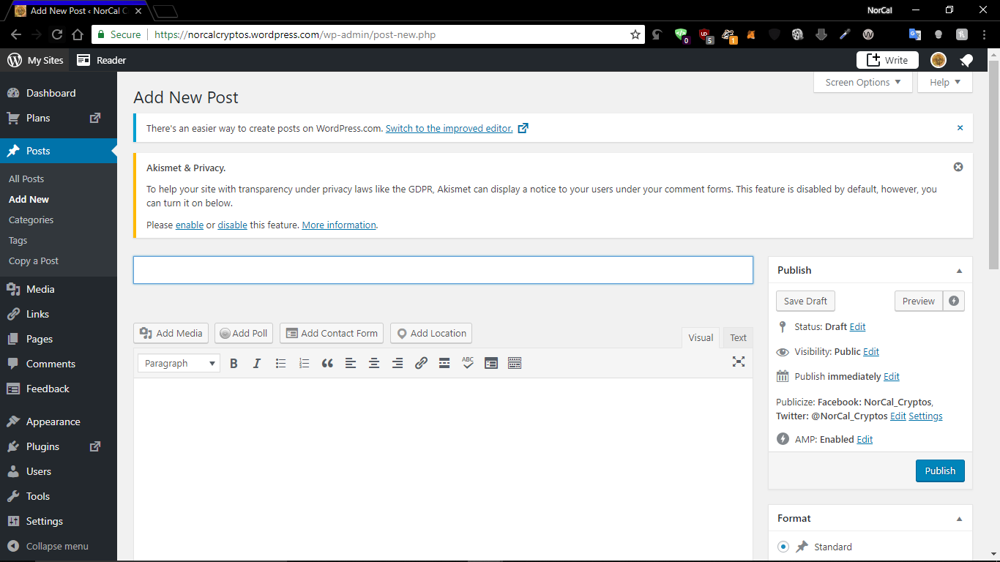 Add New Post ‹ NorCal C
NorCal
Secure
https://norcalcryptos.wordpress.com/wp-admin/post-new.php
0
5
1
My Sites
Reader
Write
Dashboard
Plans
Posts
All Posts
Add New
Categories
Tags
Copy a Post
Media
Links
Pages
Comments
Feedback
Appearance
Plugins
Users
Tools
Settings
Collapse menu
Screen Options
Help
Add New Post
There's an easier way to create posts on WordPress.com. Switch to the improved editor.
Akismet & Privacy.
To help your site with transparency under privacy laws like the GDPR, Akismet can display a notice to your users under your comment forms. This feature is disabled by default, however, you
can turn it on below.
Please enable or disable this feature. More information.
Add Media
Add Poll
Add Contact Form
Add Location
Visual
Text
Paragraph
B
I
ABC
Publish
Save Draft
Preview
Status: Draft Edit
Visibility: Public Edit
Publish immediately Edit
Publicize: Facebook: NorCal_Cryptos,
Twitter: @NorCal_Cryptos Edit Settings
AMP: Enabled Edit
Publish
Format
Standard